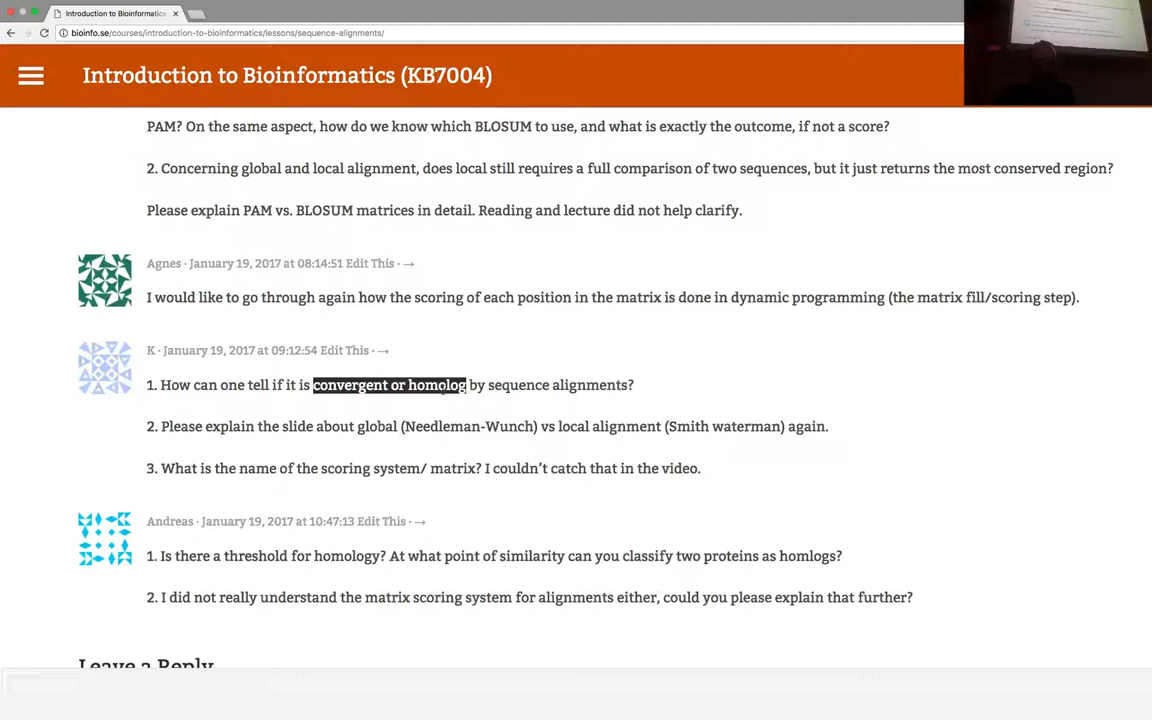 Introduction to Bioinformatics
bioinfo.se/courses/introduction-to-bioinformatics/lessons/sequence-alignments/
Introduction to Bioinformatics (KB7004)
PAM? On the same aspect, how do we know which BLOSUM to use, and what is exactly the outcome, if not a score?
2. Concerning global and local alignment, does local still requires a full comparison of two sequences, but it just returns the most conserved region?
Please explain PAM vs. BLOSUM matrices in detail. Reading and lecture did not help clarify.
Agnes · January 19, 2017 at 08:14:51 Edit This · →
I would like to go through again how the scoring of each position in the matrix is done in dynamic programming (the matrix fill/scoring step).
K · January 19, 2017 at 09:12:54 Edit This · →
1. How can one tell if it is convergent or homolog by sequence alignments?
2. Please explain the slide about global (Needleman-Wunch) vs local alignment (Smith waterman) again.
3. What is the name of the scoring system/ matrix? I couldn’t catch that in the video.
Andreas · January 19, 2017 at 10:47:13 Edit This · →
1. Is there a threshold for homology? At what point of similarity can you classify two proteins as homlogs?
2. I did not really understand the matrix scoring system for alignments either, could you please explain that further?
Leave a Reply